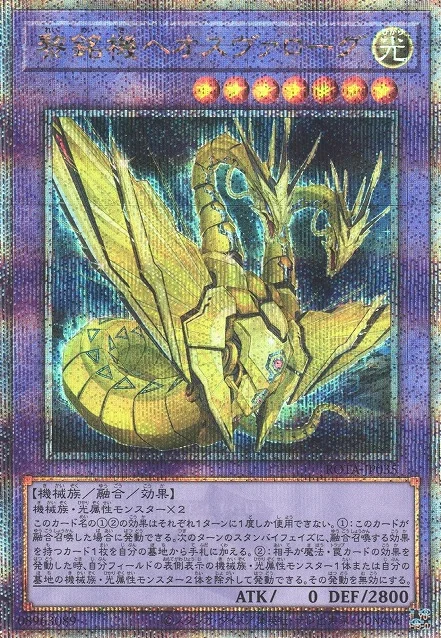 ヘオスヴァローグ
光
ROTA-JP035
【機械族／融合／効果】
機械族・光属性モンスター×2
このカード名の①②の効果はそれぞれ1ターンに1度しか使用できない。①：このカードが
融合召喚した場合に発動できる。次のターンのスタンバイフェイズに、融合召喚する効果
を持つカード1枚を自分の墓地から手札に加える。②：相手が魔法・罠カードの効果を
発動した時、自分フィールドの表側表示の機械族・光属性モンスター1体または自分の
墓地の機械族・光属性モンスター2体を除外して発動できる。その発動を無効にする。
ATK/ 0 DEF/2800